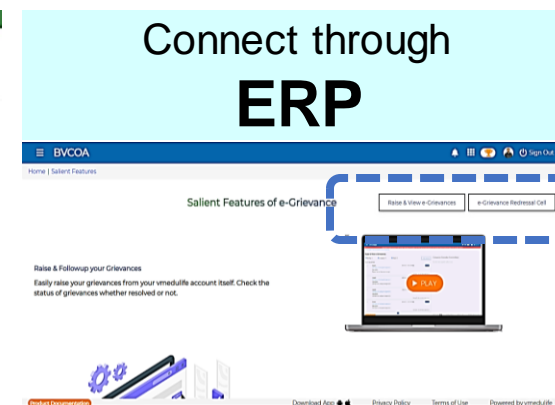 Connect through
ERP
BVCOA
Sign Out
Home | Salient Features
Salient Features of e-Grievance
Raise & View e-Grievances
e-Grievance Redressal Cell
Raise & Followup your Grievances
Easily raise your grievances from your vmedulife account itself. Check the
status of grievances whether resolved or not.
PLAY
Product Documentation
Download App
Privacy Policy
Terms of Use
Powered by vmedulife